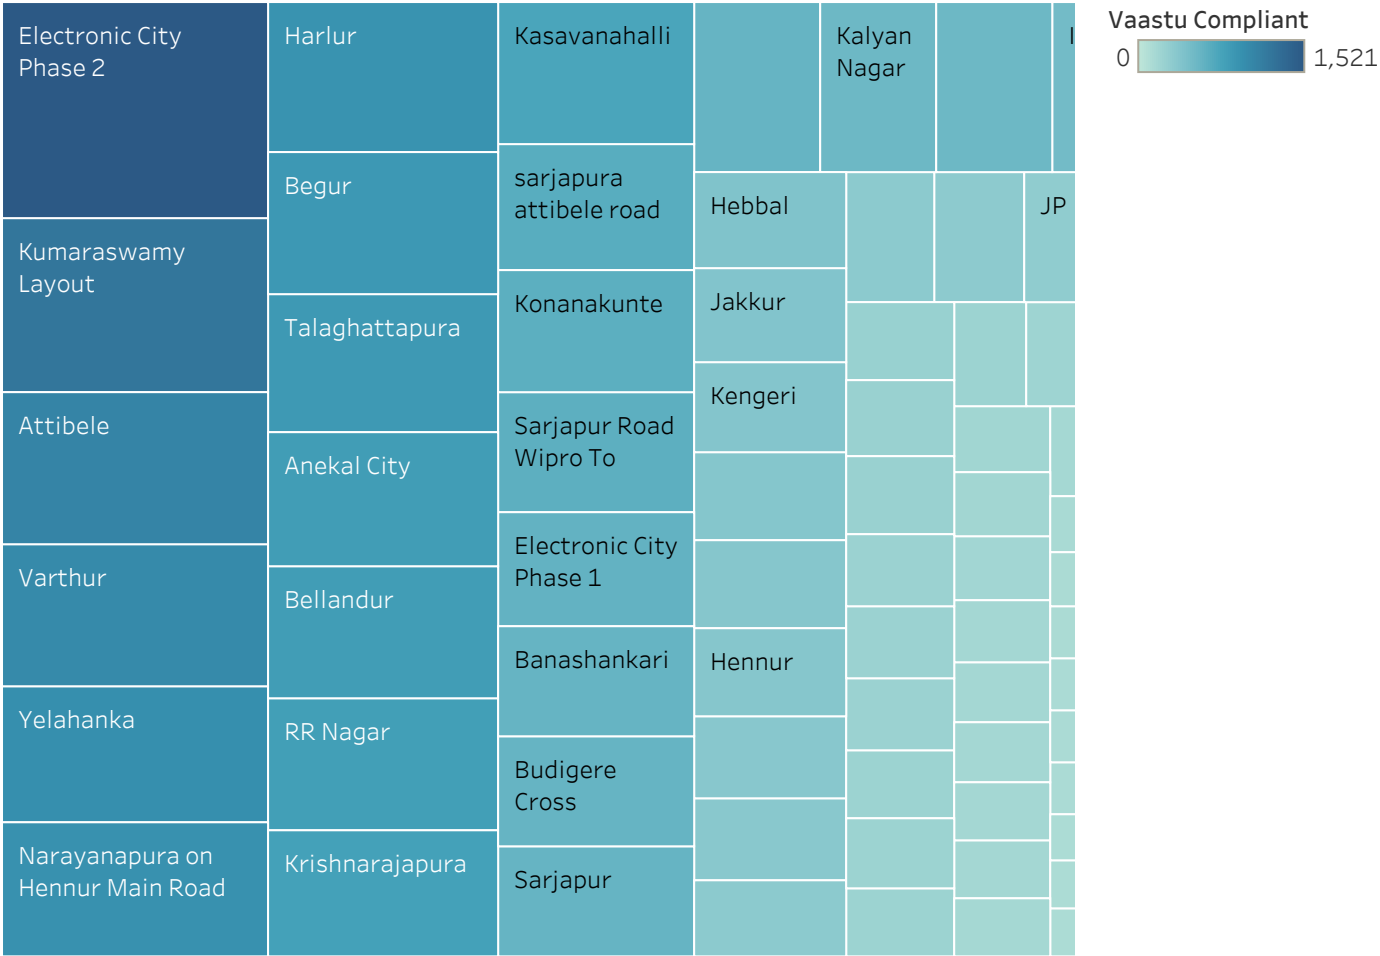 Electronic City
Phase 2
Kumaraswamy
Layout
Attibele
Varthur
Yelahanka
Narayanapura on
Hennur Main Road
Harlur
Begur
Talaghattapura
Anekal City
Bellandur
RR Nagar
Krishnarajapura
Kasavanahalli
sarjapura
attibele road
Konanakunte
Sarjapur Road
Wipro To
Electronic City
Phase 1
Banashankari
Budigere
Cross
Sarjapur
Kalyan
Nagar
Hebbal
Jakkur
Kengeri
Hennur
JP
Vaastu Compliant
0 1,521